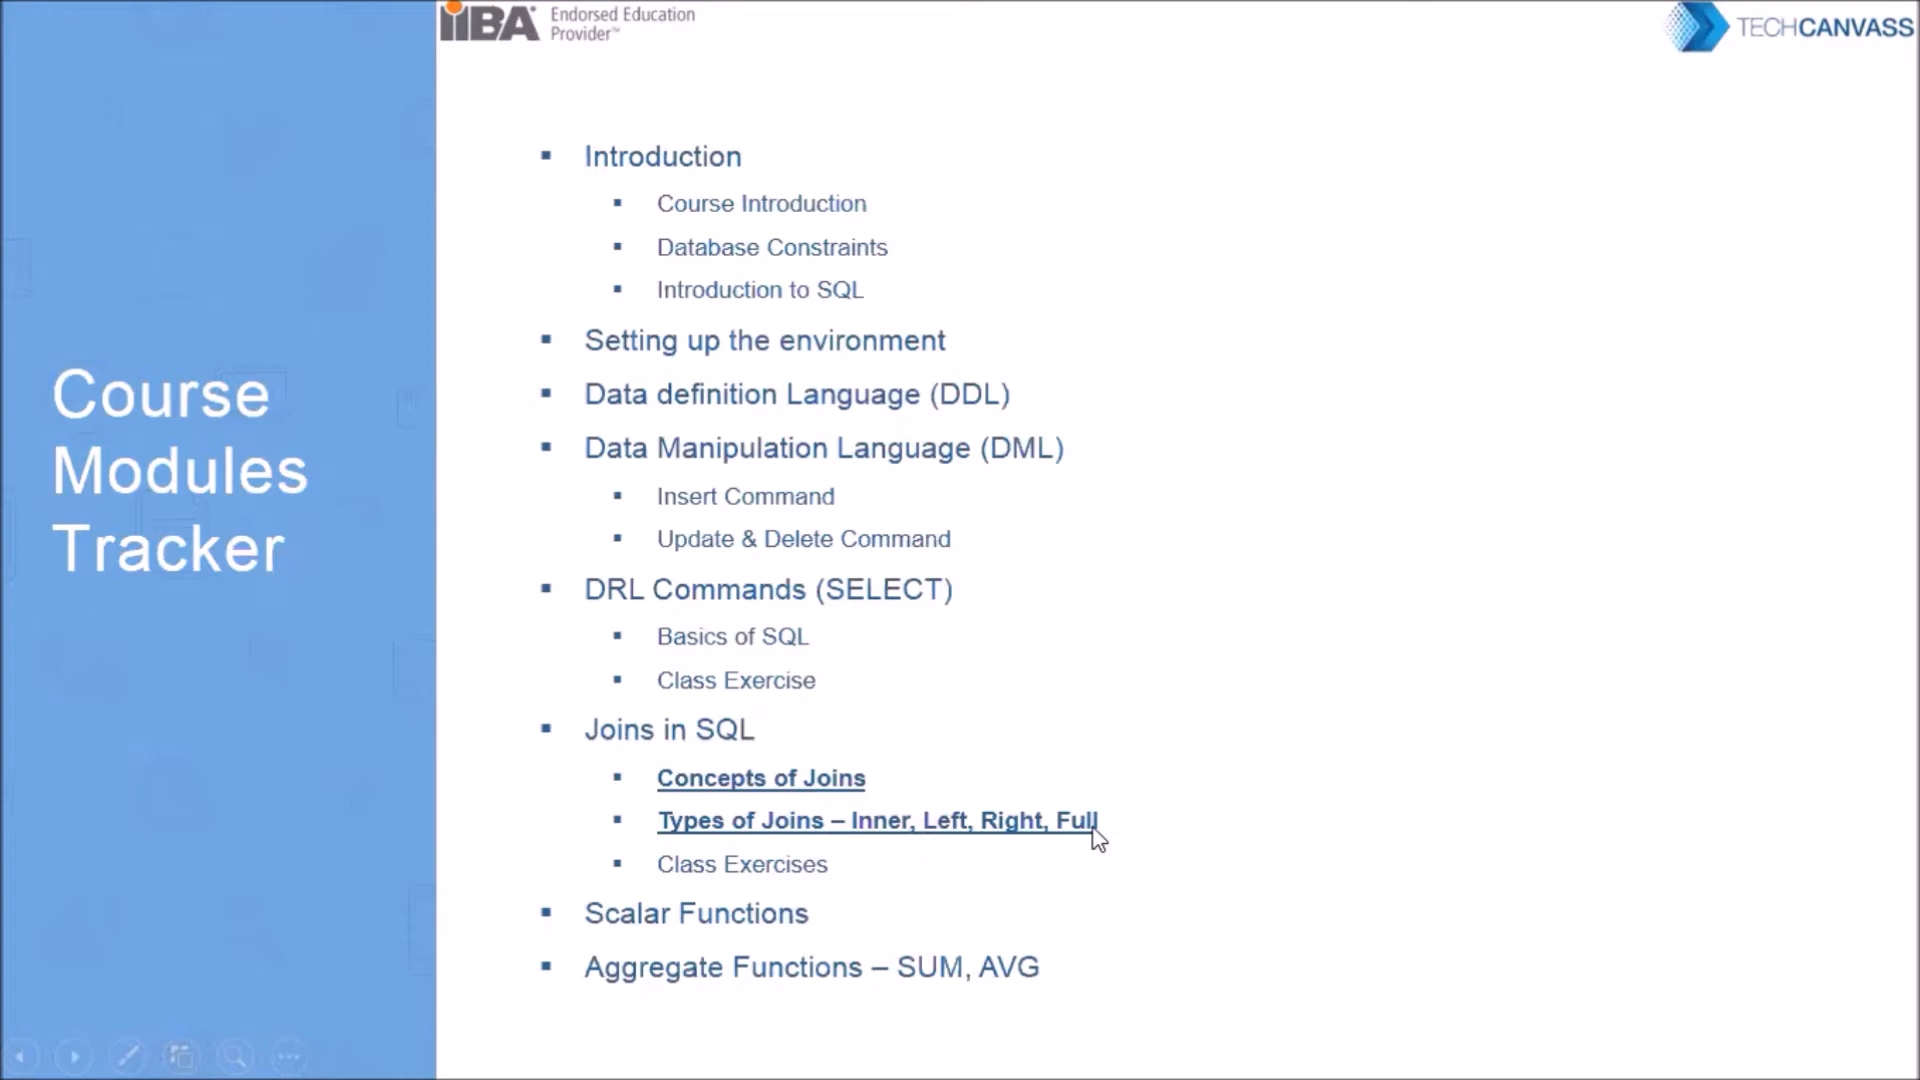 iiBA Endorsed Education
Provider™
TECHCANVASS
Course
Modules
Tracker
Introduction
Course Introduction
Database Constraints
Introduction to SQL
Setting up the environment
Data definition Language (DDL)
Data Manipulation Language (DML)
Insert Command
Update & Delete Command
DRL Commands (SELECT)
Basics of SQL
Class Exercise
Joins in SQL
Concepts of Joins
Types of Joins – Inner, Left, Right, Full
Class Exercises
Scalar Functions
Aggregate Functions – SUM, AVG